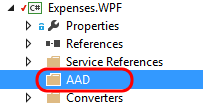 Expenses.WPF
Properties
References
Service References
AAD
Converters